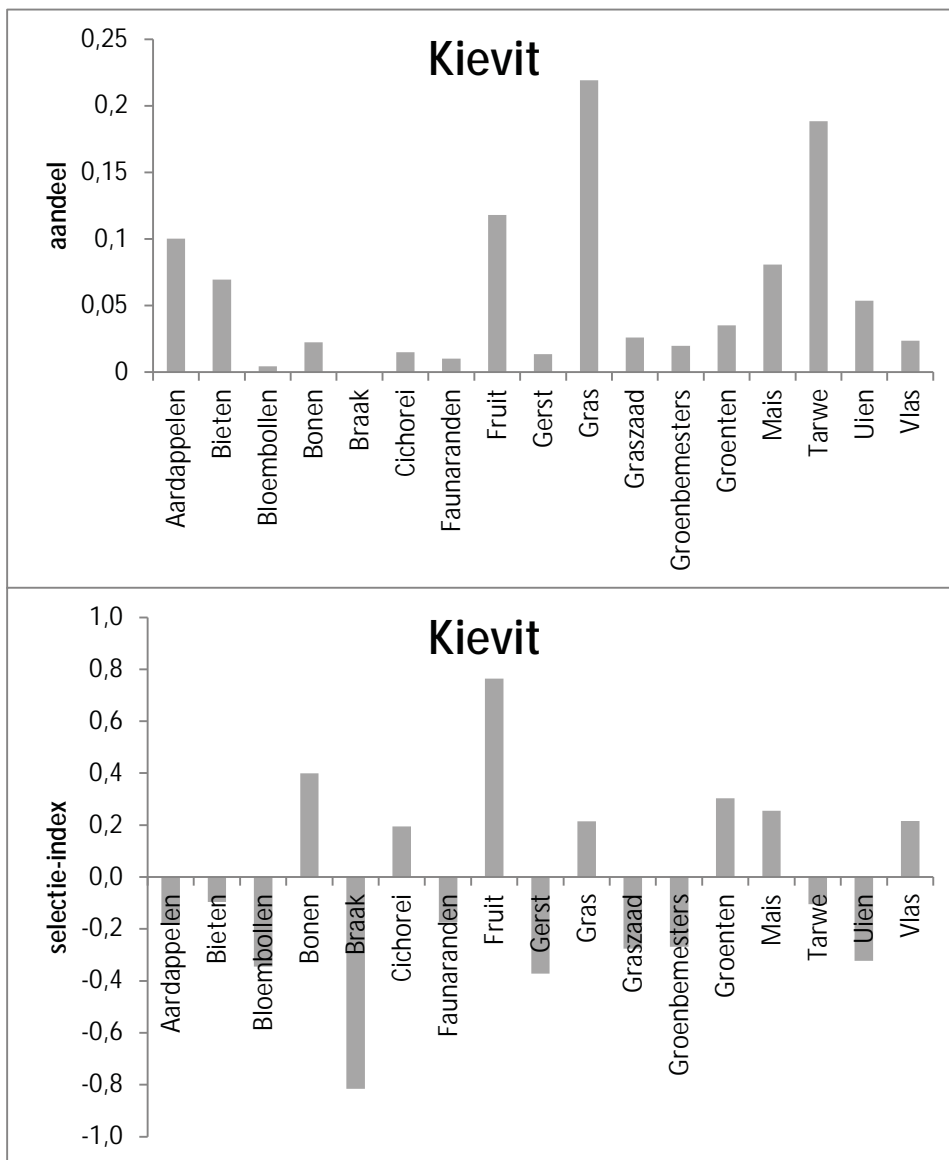 Kievit
aandeel
0,25
0,2
0,15
0,1
0,05
0
Aardappelen
Bieten
Bloembollen
Bonen
Braak
Cichorei
Faunaranden
Fruit
Gerst
Gras
Graszaad
Groenbemesters
Groenten
Mais
Tarwe
Uien
Vlas
Kievit
selectie-index
1,0
0,8
0,6
0,4
0,2
0,0
-0,2
-0,4
-0,6
-0,8
-1,0
Aardappelen
Bieten
Bloembollen
Bonen
Braak
Cichorei
Faunaranden
Fruit
Gerst
Gras
Graszaad
Groenbemesters
Groenten
Mais
Tarwe
Uien
Vlas